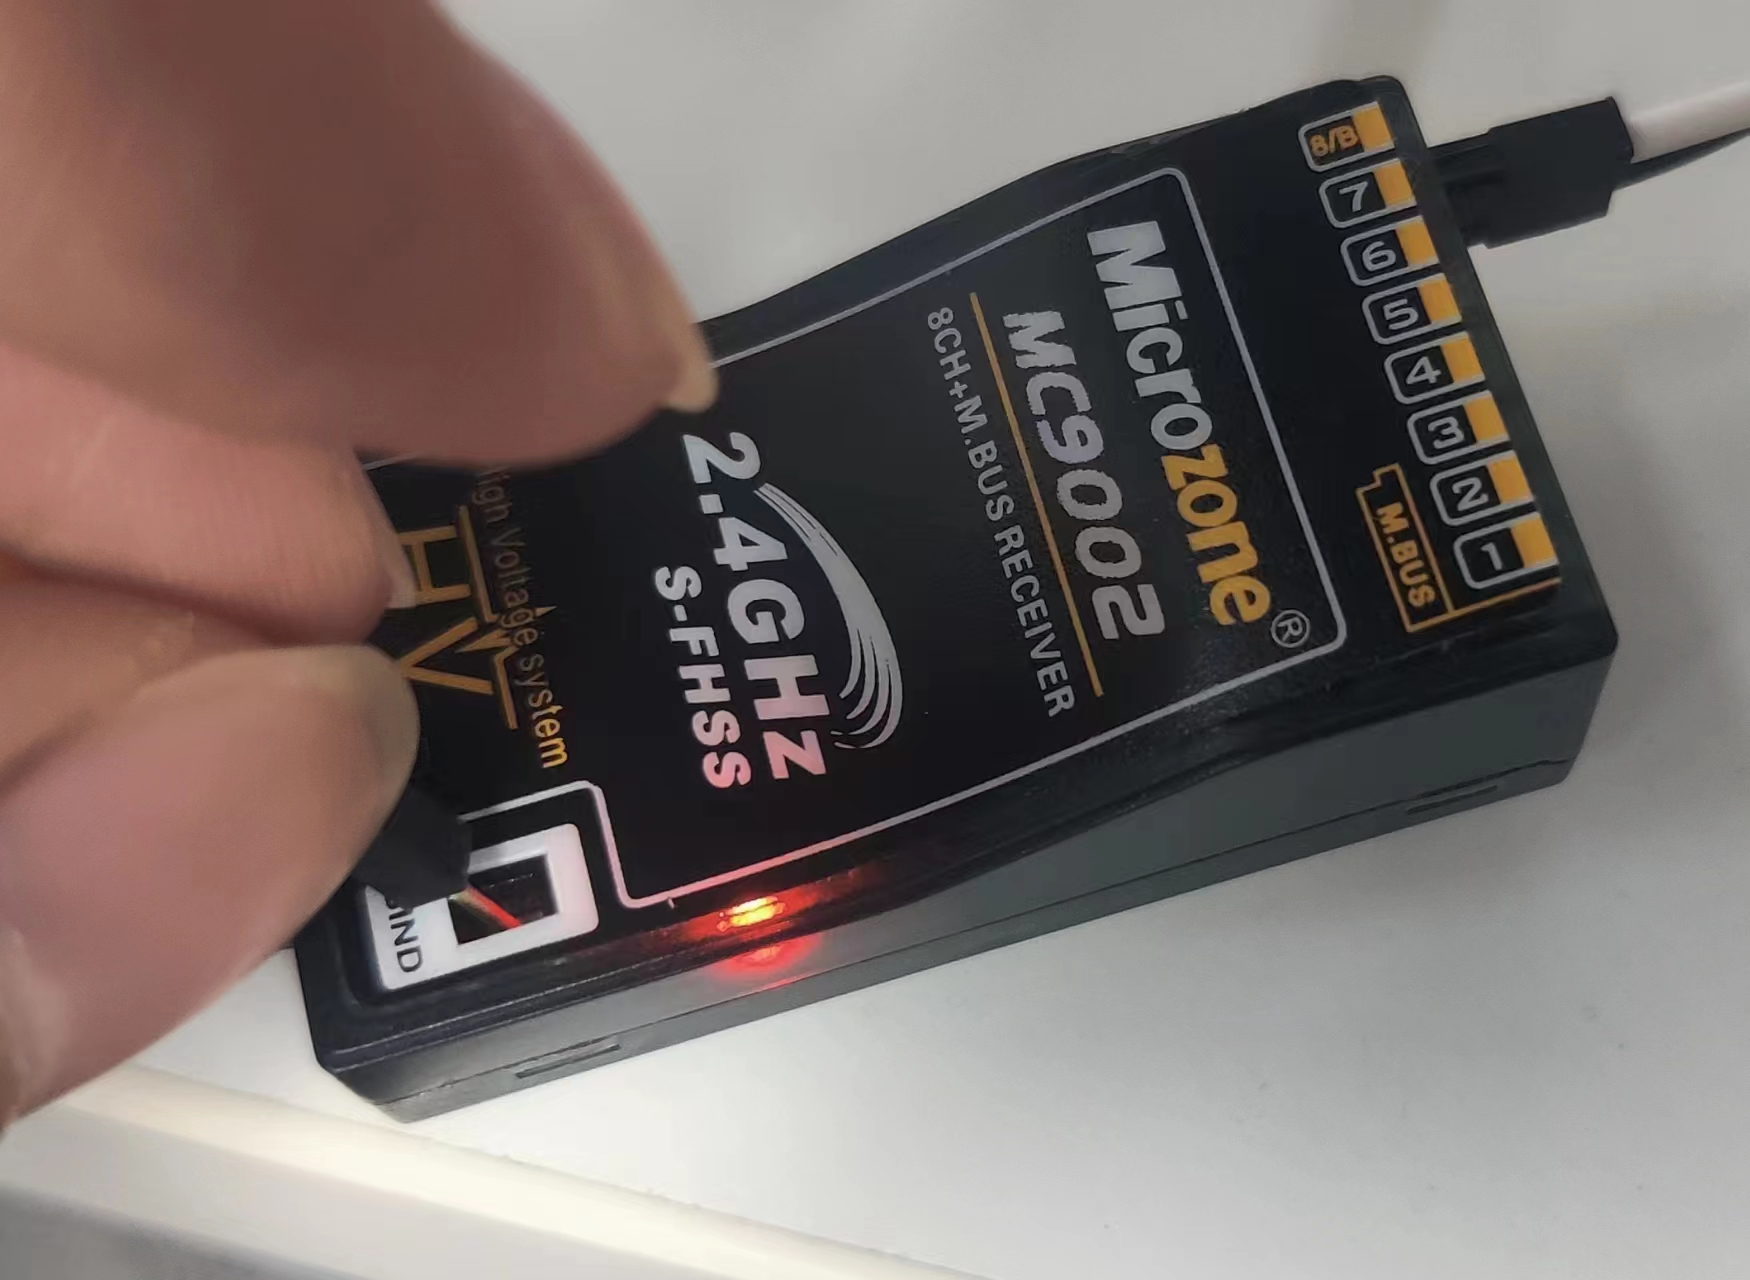 8/B
7
6
5
4
3
2
1
M.BUS
Microzone®
MC9002
8CH+M.BUS RECEIVER
2.4GHz
S-FHSS
High Voltage system
HV
BIND